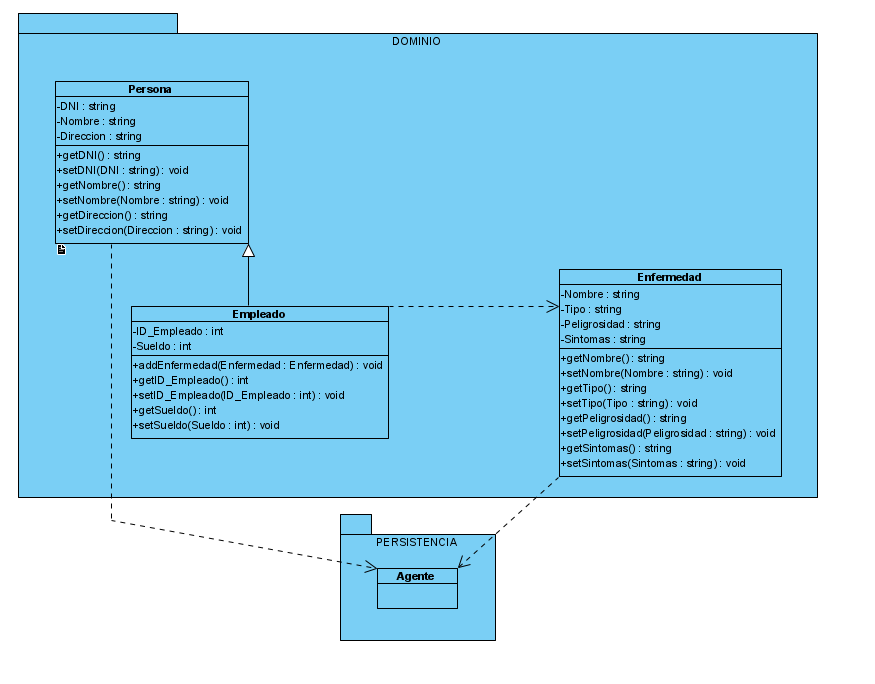 DOMINIO
Persona
-DNI : string
-Nombre : string
-Direccion : string
+getDNI() : string
+setDNI(DNI : string) : void
+getNombre() : string
+setNombre(Nombre : string) : void
+getDireccion() : string
+setDireccion(Direccion : string) : void
Empleado
-ID_Empleado : int
-Sueldo : int
+addEnfermedad(Enfermedad : Enfermedad) : void
+getID_Empleado() : int
+setID_Empleado(ID_Empleado : int) : void
+getSueldo() : int
+setSueldo(Sueldo : int) : void
Enfermedad
-Nombre : string
-Tipo : string
-Peligrosidad : string
-Sintomas : string
+getNombre() : string
+setNombre(Nombre : string) : void
+getTipo() : string
+setTipo(Tipo : string) : void
+getPeligrosidad() : string
+setPeligrosidad(Peligrosidad : string) : void
+getSintomas() : string
+setSintomas(Sintomas : string) : void
PERSISTENCIA
Agente